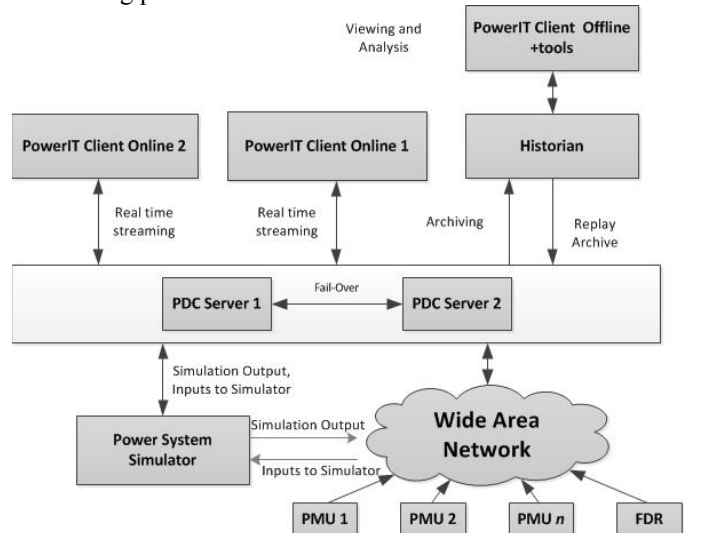 Viewing and
Analysis
PowerIT Client Offline
+tools
PowerIT Client Online 2
PowerIT Client Online 1
Historian
Real time
streaming
Real time
streaming
Archiving
Replay
Archive
PDC Server 1
Fail-Over
PDC Server 2
Simulation Output,
Inputs to Simulator
Power System
Simulator
Simulation Output
Inputs to Simulator
Wide Area
Network
PMU 1
PMU 2
PMU n
FDR